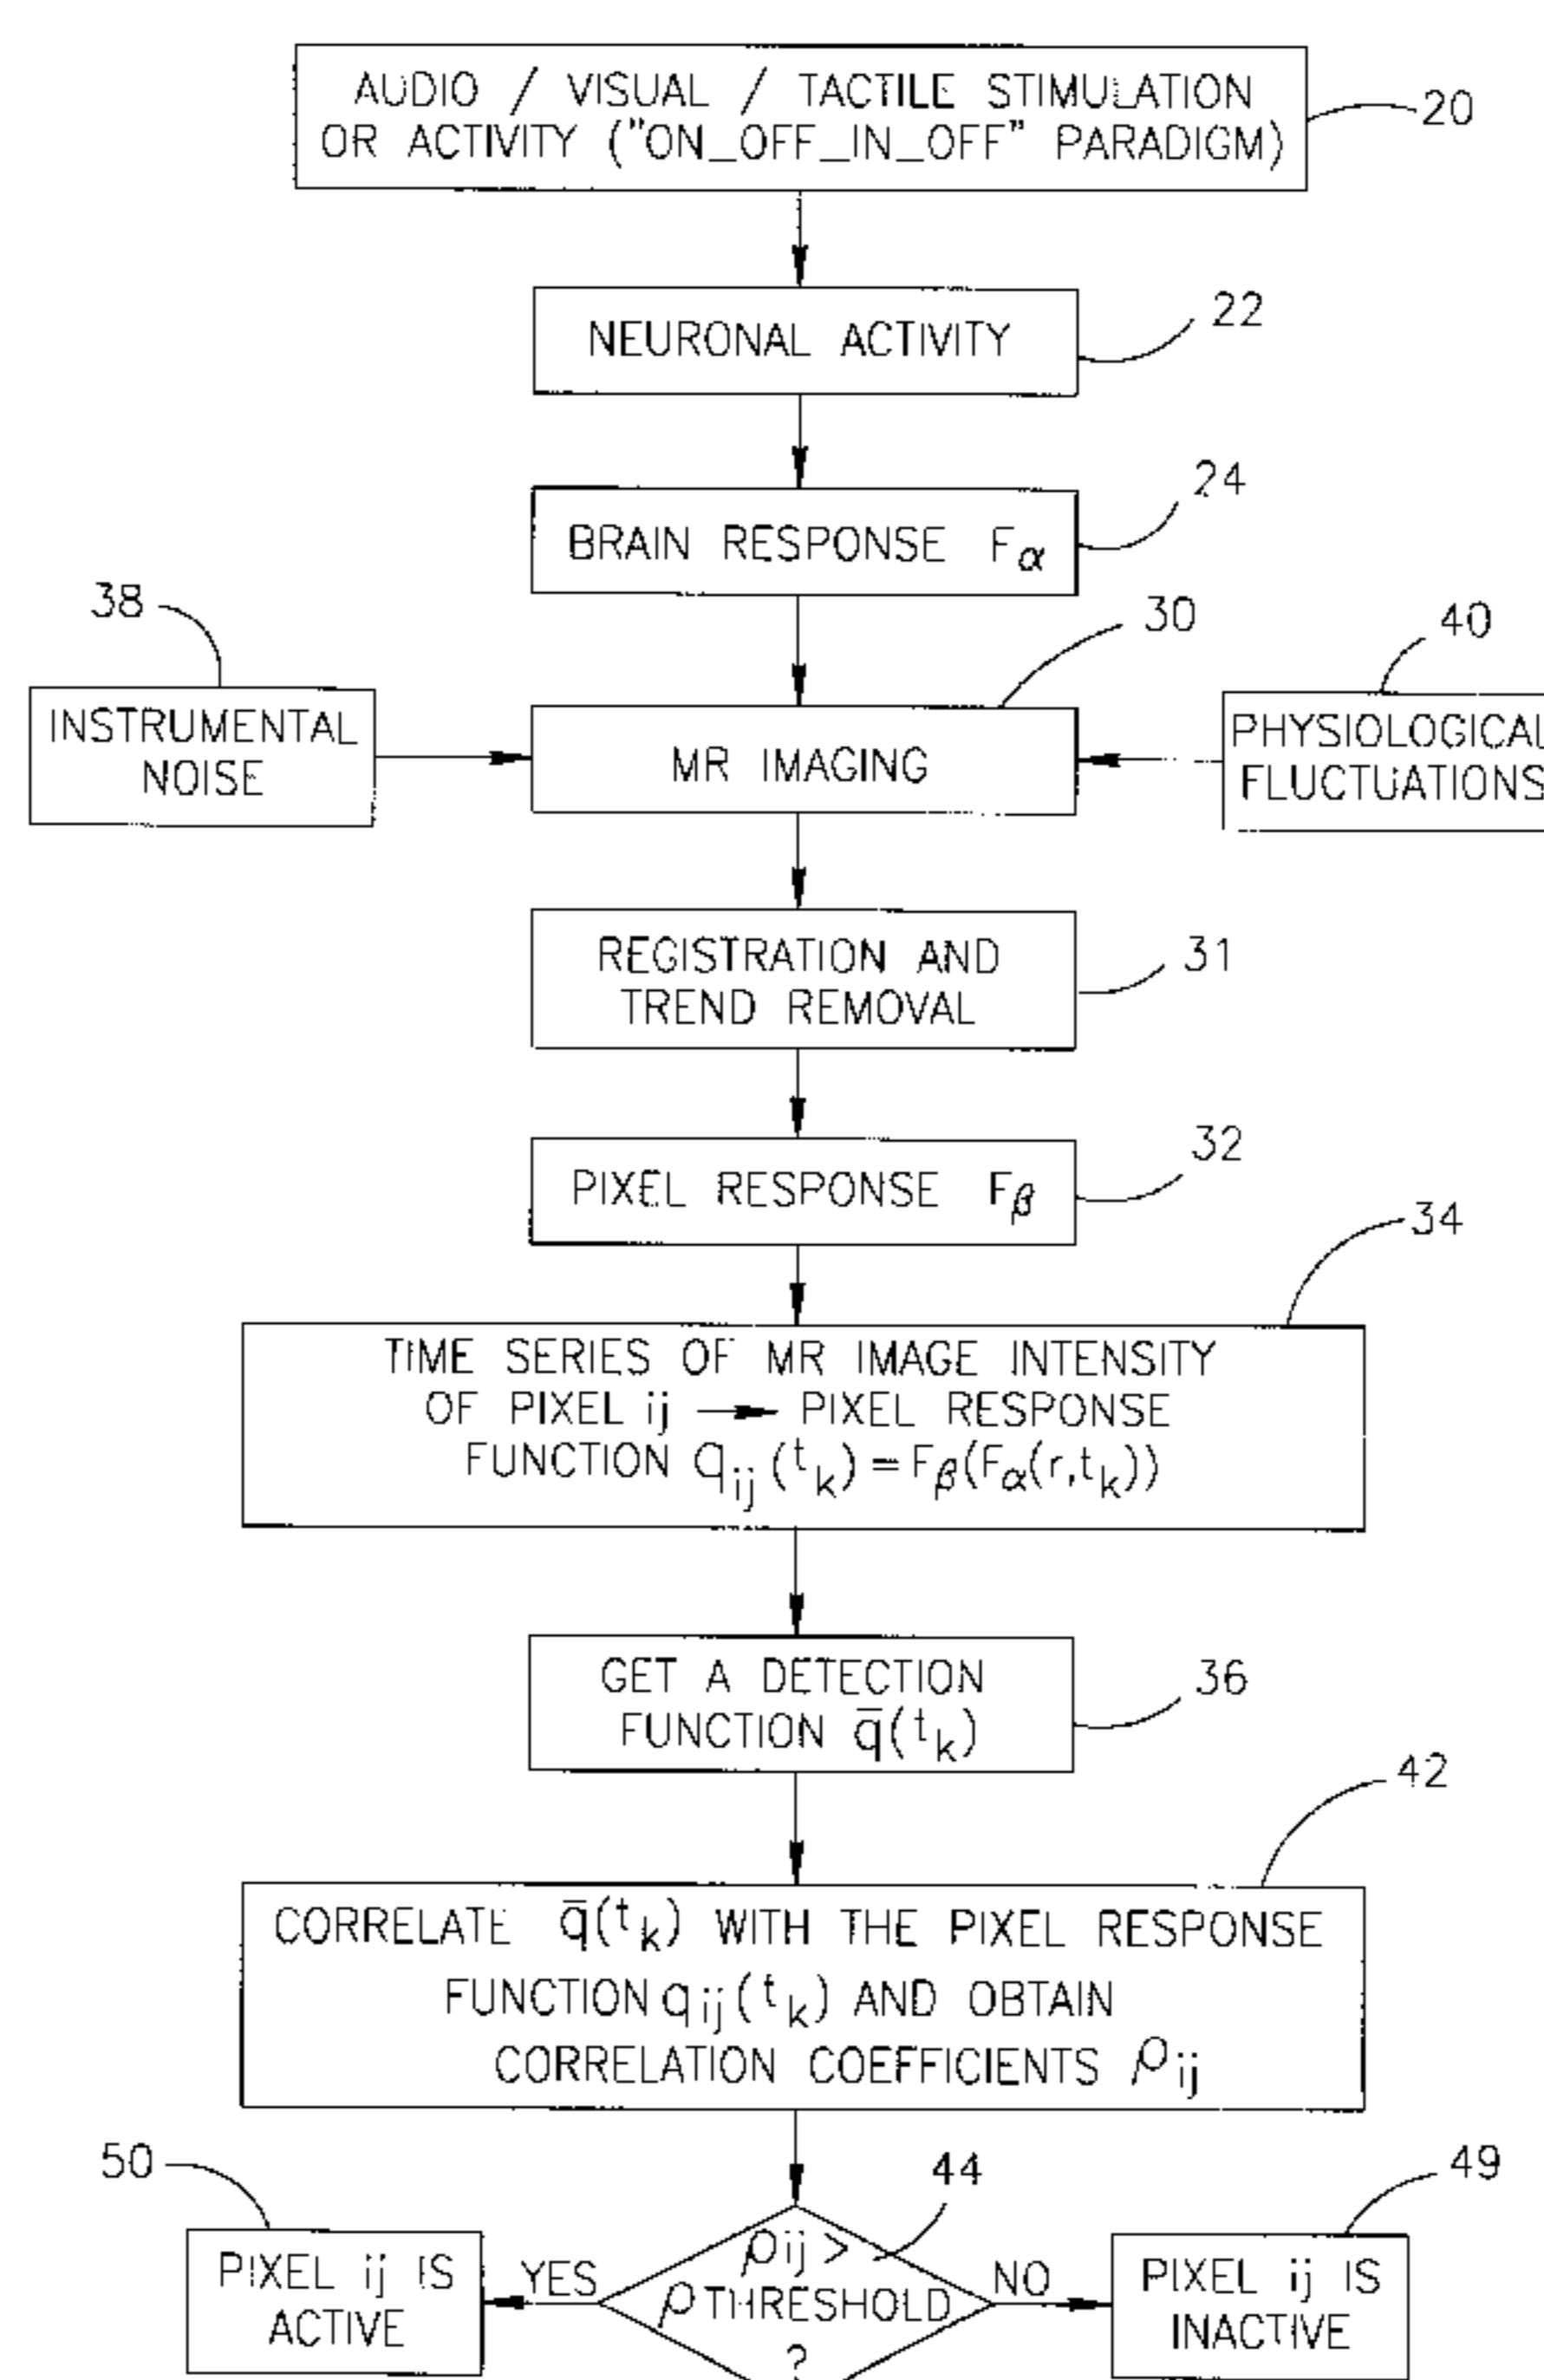 AUDIO / VISUAL / TACTILE STIMULATION
OR ACTIVITY ("ON_OFF_IN_OFF" PARADIGM)
20
NEURONAL ACTIVITY
22
BRAIN RESPONSE Fα
24
38
30
40
INSTRUMENTAL
NOISE
MR IMAGING
PHYSIOLOGICAL
FLUCTUATIONS
REGISTRATION AND
TREND REMOVAL
31
PIXEL RESPONSE Fβ
32
34
TIME SERIES OF MR IMAGE INTENSITY
OF PIXEL ij → PIXEL RESPONSE
FUNCTION qij(tk) = Fβ(Fα(r,tk))
GET A DETECTION
FUNCTION q̄(tk)
36
42
CORRELATE q̄(tk) WITH THE PIXEL RESPONSE
FUNCTION qij(tk) AND OBTAIN
CORRELATION COEFFICIENTS ρij
50
44
49
PIXEL ij IS
ACTIVE
YES
ρij >
ρTHRESHOLD
?
NO
PIXEL ij IS
INACTIVE